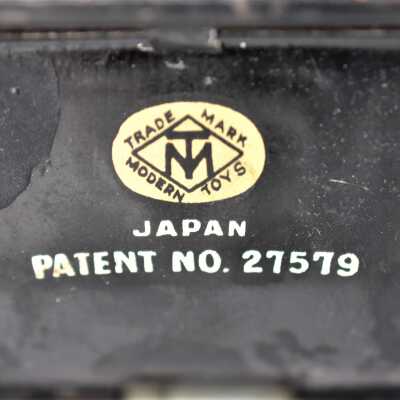 TRADE MARK
TM
MODERN TOYS
JAPAN
PATENT NO. 27579